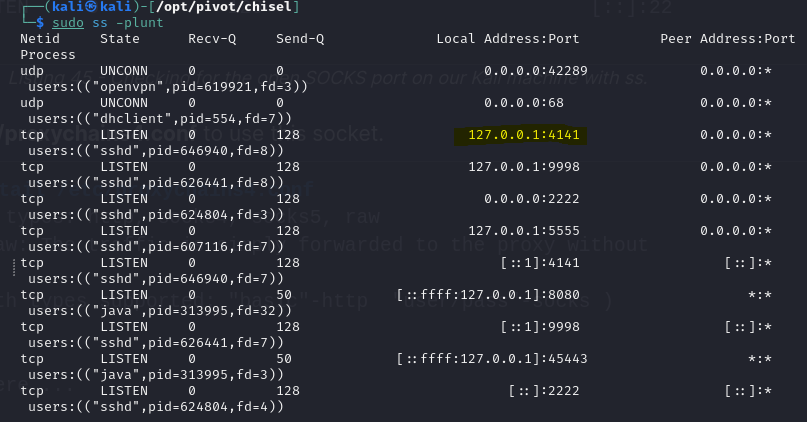 [::]:22
┌──(kali㉿kali)-[/opt/pivot/chisel]
└─$ sudo ss -plunt
Netid State Recv-Q Send-Q Local Address:Port Peer Address:Port
Process
udp UNCONN 0 0 0.0.0.0:42289 0.0.0.0:*
users:(("openvpn",pid=619921,fd=3))
udp UNCONN 0 0 0.0.0.0:68 0.0.0.0:*
users:(("dhclient",pid=554,fd=7))
tcp LISTEN 0 128 127.0.0.1:4141 0.0.0.0:*
users:(("sshd",pid=646940,fd=8))
tcp LISTEN 0 128 127.0.0.1:9998 0.0.0.0:*
users:(("sshd",pid=626441,fd=8))
tcp LISTEN 0 128 0.0.0.0:2222 0.0.0.0:*
users:(("sshd",pid=624804,fd=3))
tcp LISTEN 0 128 127.0.0.1:5555 0.0.0.0:*
users:(("sshd",pid=607116,fd=7))
tcp LISTEN 0 128 [::1]:4141 [::]:*
users:(("sshd",pid=646940,fd=7))
tcp LISTEN 0 50 [::ffff:127.0.0.1]:8080 *:*
users:(("java",pid=313995,fd=32))
tcp LISTEN 0 128 [::1]:9998 [::]:*
users:(("sshd",pid=626441,fd=7))
tcp LISTEN 0 50 [::ffff:127.0.0.1]:45443 *:*
users:(("java",pid=313995,fd=3))
tcp LISTEN 0 128 [::]:2222 [::]:*
users:(("sshd",pid=624804,fd=4))